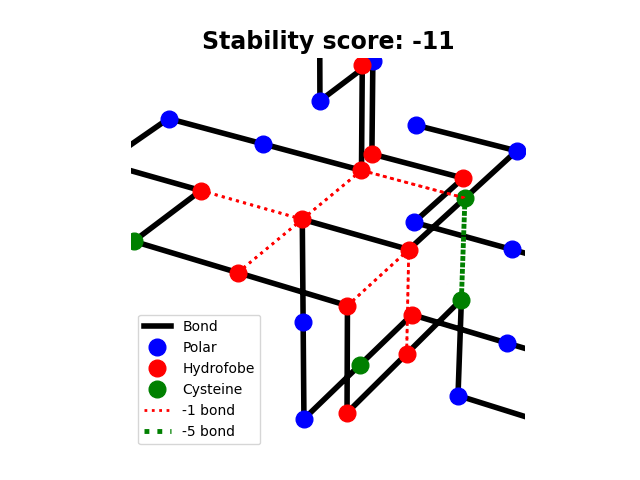 Stability score: -11
Bond
Polar
Hydrofobe
Cysteine
-1 bond
-5 bond